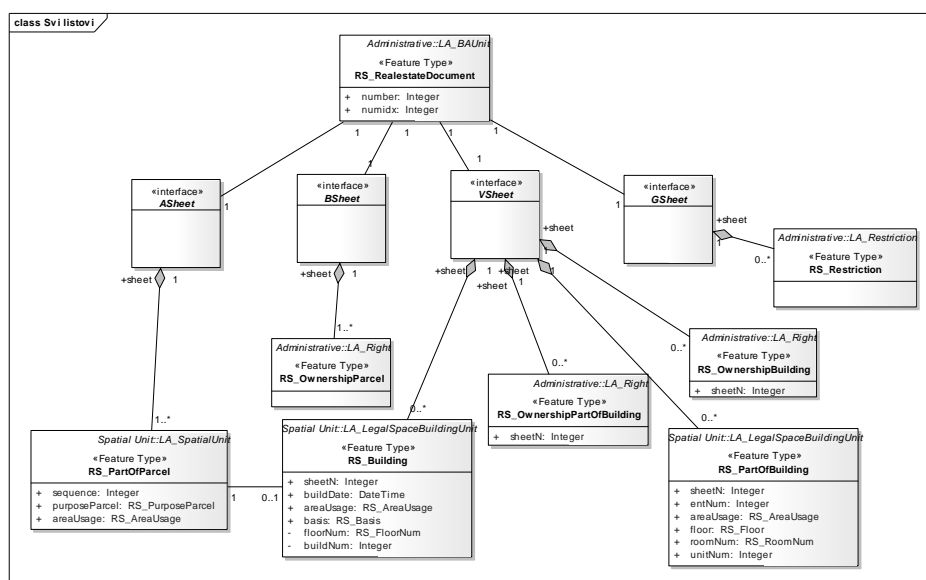 class Svi listovi
Administrative::LA_BAUnit
«Feature Type»
RS_RealestateDocument
+ number: Integer
+ numidx: Integer
1
1
1
1
1
1
1
1
«interface»
ASheet
«interface»
BSheet
«interface»
VSheet
«interface»
GSheet
+sheet
1
+sheet
1
+sheet
1
+sheet
1
+sheet
1
+sheet
1
Administrative::LA_Restriction
«Feature Type»
RS_Restriction
0..*
1..*
Administrative::LA_Right
«Feature Type»
RS_OwnershipParcel
0..*
Administrative::LA_Right
«Feature Type»
RS_OwnershipBuilding
+ sheetN: Integer
0..*
Administrative::LA_Right
«Feature Type»
RS_OwnershipPartOfBuilding
+ sheetN: Integer
1..*
Spatial Unit::LA_SpatialUnit
«Feature Type»
RS_PartOfParcel
+ sequence: Integer
+ purposeParcel: RS_PurposeParcel
+ areaUsage: RS_AreaUsage
1
0..1
0..*
Spatial Unit::LA_LegalSpaceBuildingUnit
«Feature Type»
RS_Building
+ sheetN: Integer
+ buildDate: DateTime
+ areaUsage: RS_AreaUsage
+ basis: RS_Basis
- floorNum: RS_FloorNum
- buildNum: Integer
0..*
Spatial Unit::LA_LegalSpaceBuildingUnit
«Feature Type»
RS_PartOfBuilding
+ sheetN: Integer
+ entNum: Integer
+ areaUsage: RS_AreaUsage
+ floor: RS_Floor
+ roomNum: RS_RoomNum
+ unitNum: Integer